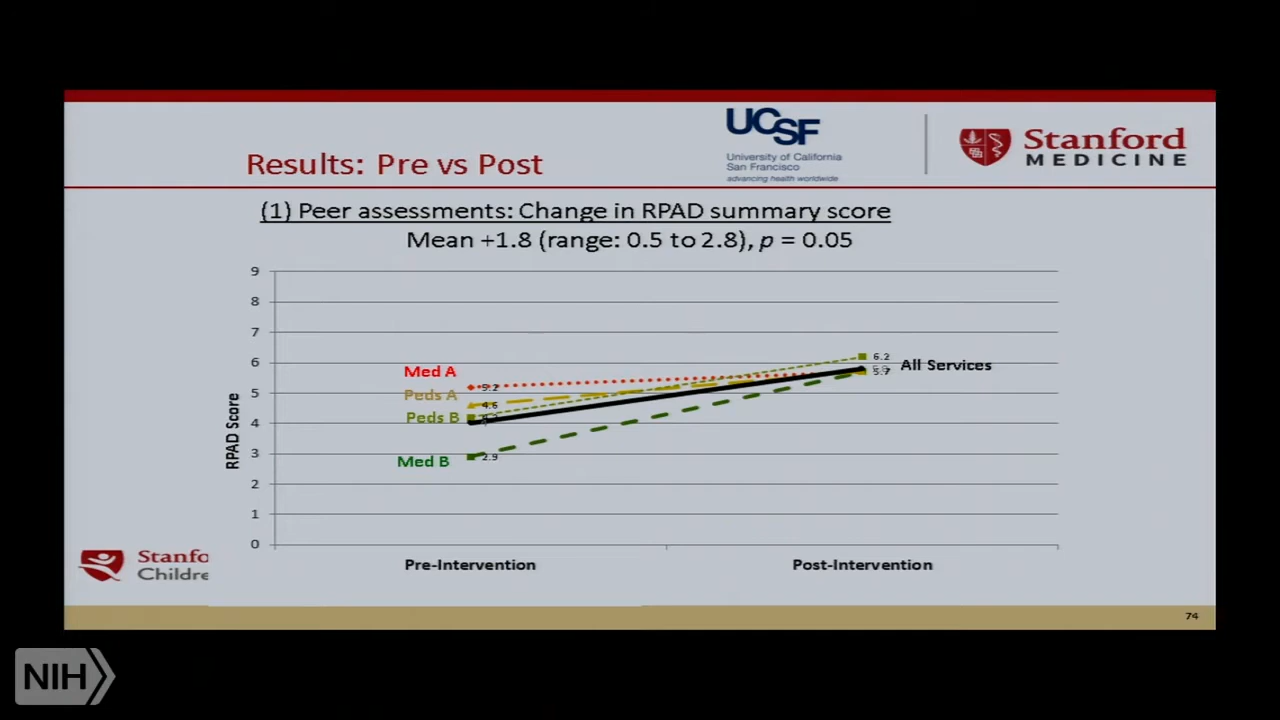 UCSF
University of California
San Francisco
advancing health worldwide
Stanford
MEDICINE
Results: Pre vs Post
(1) Peer assessments: Change in RPAD summary score
Mean +1.8 (range: 0.5 to 2.8), p = 0.05
9
8
7
6
5
4
3
2
1
0
RPAD Score
Med A
Peds A
Peds B
Med B
5.2
4.6
2.9
6.2
5.7
All Services
Pre-Intervention
Post-Intervention
Stanfo
Childre
74
NIH